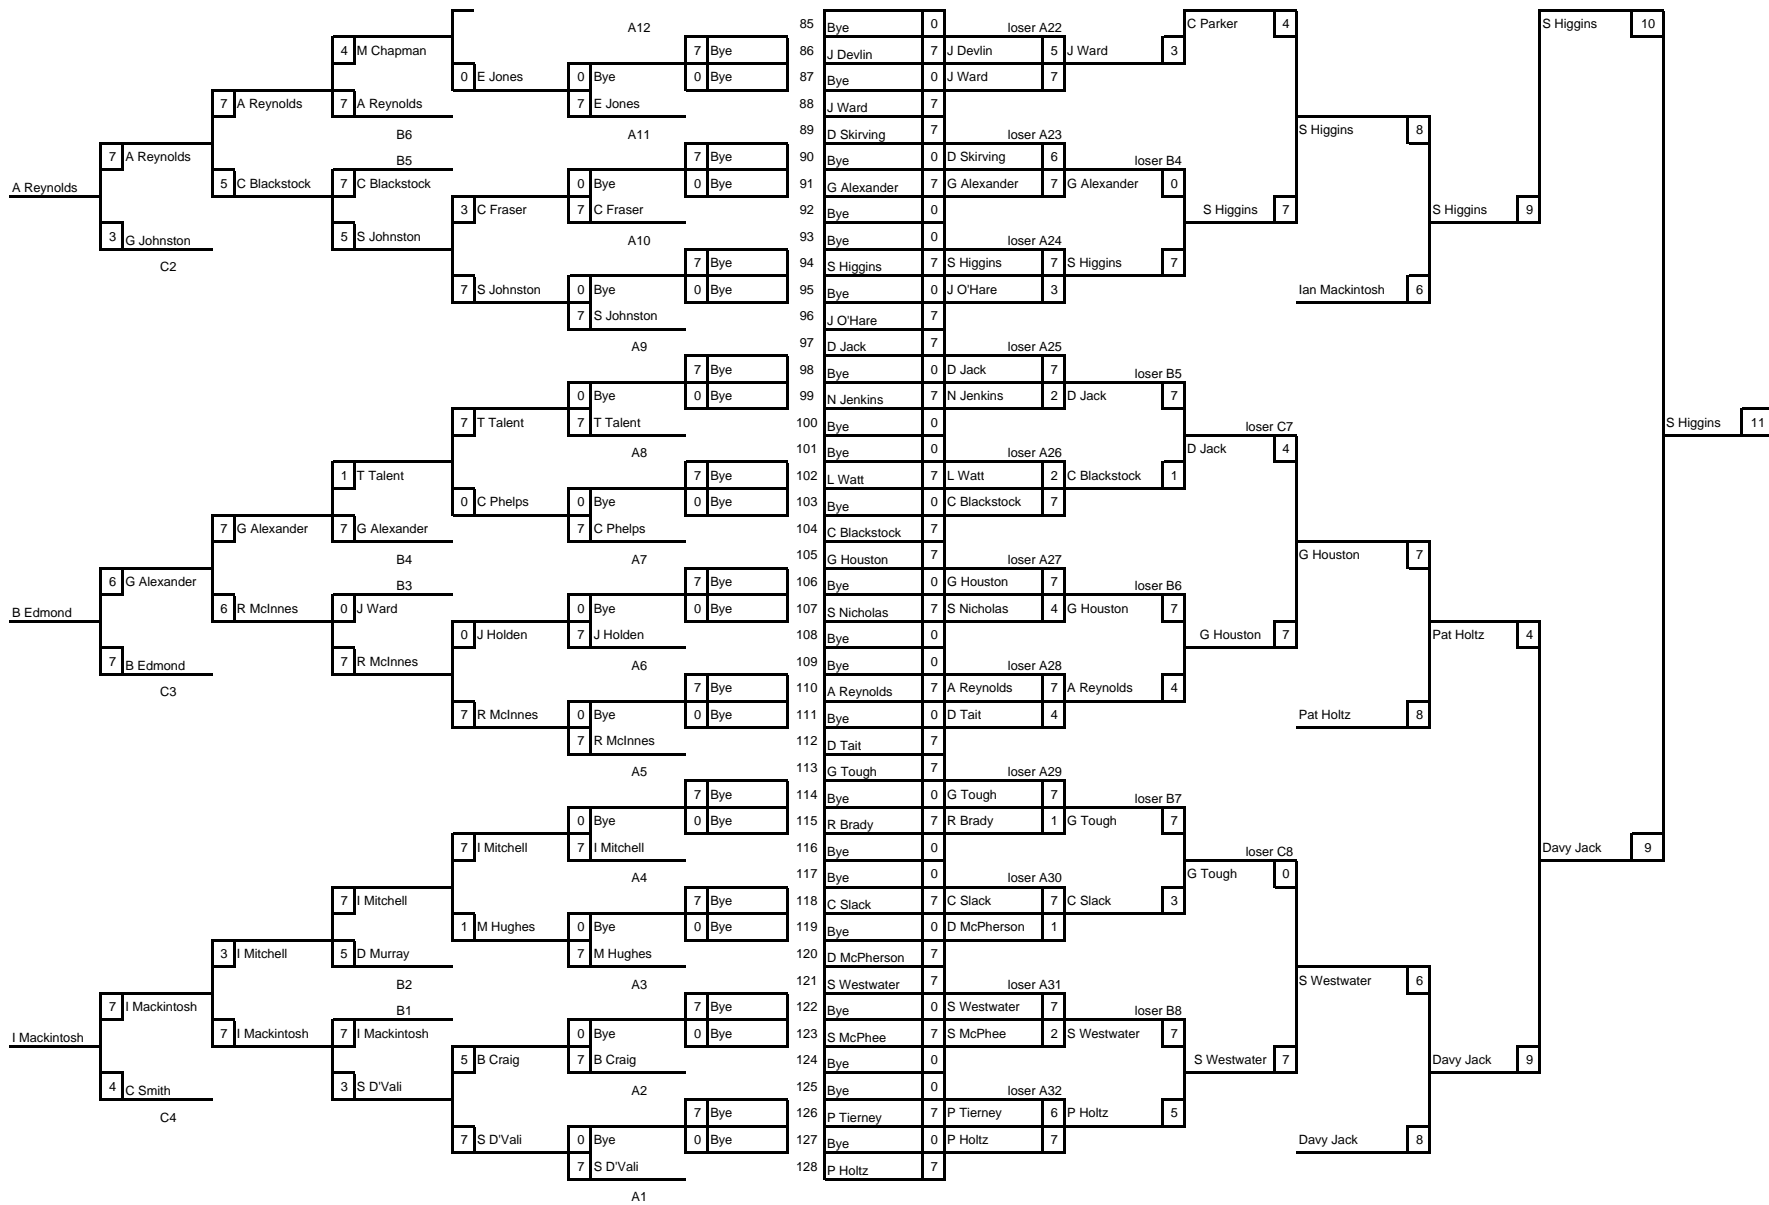 85 Bye 0 C Parker 4 S Higgins 10
A12 loser A22
4 M Chapman 7 Bye 86 J Devlin 7 J Devlin 5 J Ward 3
0 E Jones 0 Bye 0 Bye 87 Bye 0 J Ward 7
7 A Reynolds 7 A Reynolds 7 E Jones 88 J Ward 7
B6 A11 89 D Skirving 7 loser A23 S Higgins 8
7 A Reynolds B5 7 Bye 90 Bye 0 D Skirving 6 loser B4
A Reynolds 5 C Blackstock 7 C Blackstock 0 Bye 0 Bye 91 G Alexander 7 G Alexander 7 G Alexander 0
3 C Fraser 7 C Fraser 92 Bye 0 S Higgins 7 S Higgins 9
3 G Johnston 5 S Johnston A10 93 Bye 0 loser A24
C2 7 Bye 94 S Higgins 7 S Higgins 7 S Higgins 7
7 S Johnston 0 Bye 0 Bye 95 Bye 0 J O'Hare 3 Ian Mackintosh 6
7 S Johnston 96 J O'Hare 7
A9 97 D Jack 7 loser A25
7 Bye 98 Bye 0 D Jack 7 loser B5
0 Bye 0 Bye 99 N Jenkins 7 N Jenkins 2 D Jack 7
7 T Talent 7 T Talent 100 Bye 0 loser C7 S Higgins 11
A8 101 Bye 0 loser A26 D Jack 4
1 T Talent 7 Bye 102 L Watt 7 L Watt 2 C Blackstock 1
0 C Phelps 0 Bye 0 Bye 103 Bye 0 C Blackstock 7
7 G Alexander 7 G Alexander 7 C Phelps 104 C Blackstock 7
B4 A7 105 G Houston 7 loser A27 G Houston 7
6 G Alexander B3 7 Bye 106 Bye 0 G Houston 7 loser B6
B Edmond 6 R McInnes 0 J Ward 0 Bye 0 Bye 107 S Nicholas 7 S Nicholas 4 G Houston 7
0 J Holden 7 J Holden 108 Bye 0 G Houston 7 Pat Holtz 4
7 B Edmond 7 R McInnes A6 109 Bye 0 loser A28
C3 7 Bye 110 A Reynolds 7 A Reynolds 7 A Reynolds 4
7 R McInnes 0 Bye 0 Bye 111 Bye 0 D Tait 4 Pat Holtz 8
7 R McInnes 112 D Tait 7
A5 113 G Tough 7 loser A29
7 Bye 114 Bye 0 G Tough 7 loser B7
0 Bye 0 Bye 115 R Brady 7 R Brady 1 G Tough 7
7 I Mitchell 7 I Mitchell 116 Bye 0 loser C8 Davy Jack 9
A4 117 Bye 0 loser A30 G Tough 0
7 I Mitchell 7 Bye 118 C Slack 7 C Slack 7 C Slack 3
1 M Hughes 0 Bye 0 Bye 119 Bye 0 D McPherson 1
3 I Mitchell 5 D Murray 7 M Hughes 120 D McPherson 7
B2 A3 121 S Westwater 7 loser A31 S Westwater 6
7 I Mackintosh B1 7 Bye 122 Bye 0 S Westwater 7 loser B8
I Mackintosh 7 I Mackintosh 7 I Mackintosh 0 Bye 0 Bye 123 S McPhee 7 S McPhee 2 S Westwater 7
5 B Craig 7 B Craig 124 Bye 0 S Westwater 7 Davy Jack 9
4 C Smith 3 S D'Vali A2 125 Bye 0 loser A32
C4 7 Bye 126 P Tierney 7 P Tierney 6 P Holtz 5
7 S D'Vali 0 Bye 0 Bye 127 Bye 0 P Holtz 7 Davy Jack 8
7 S D'Vali 128 P Holtz 7
A1